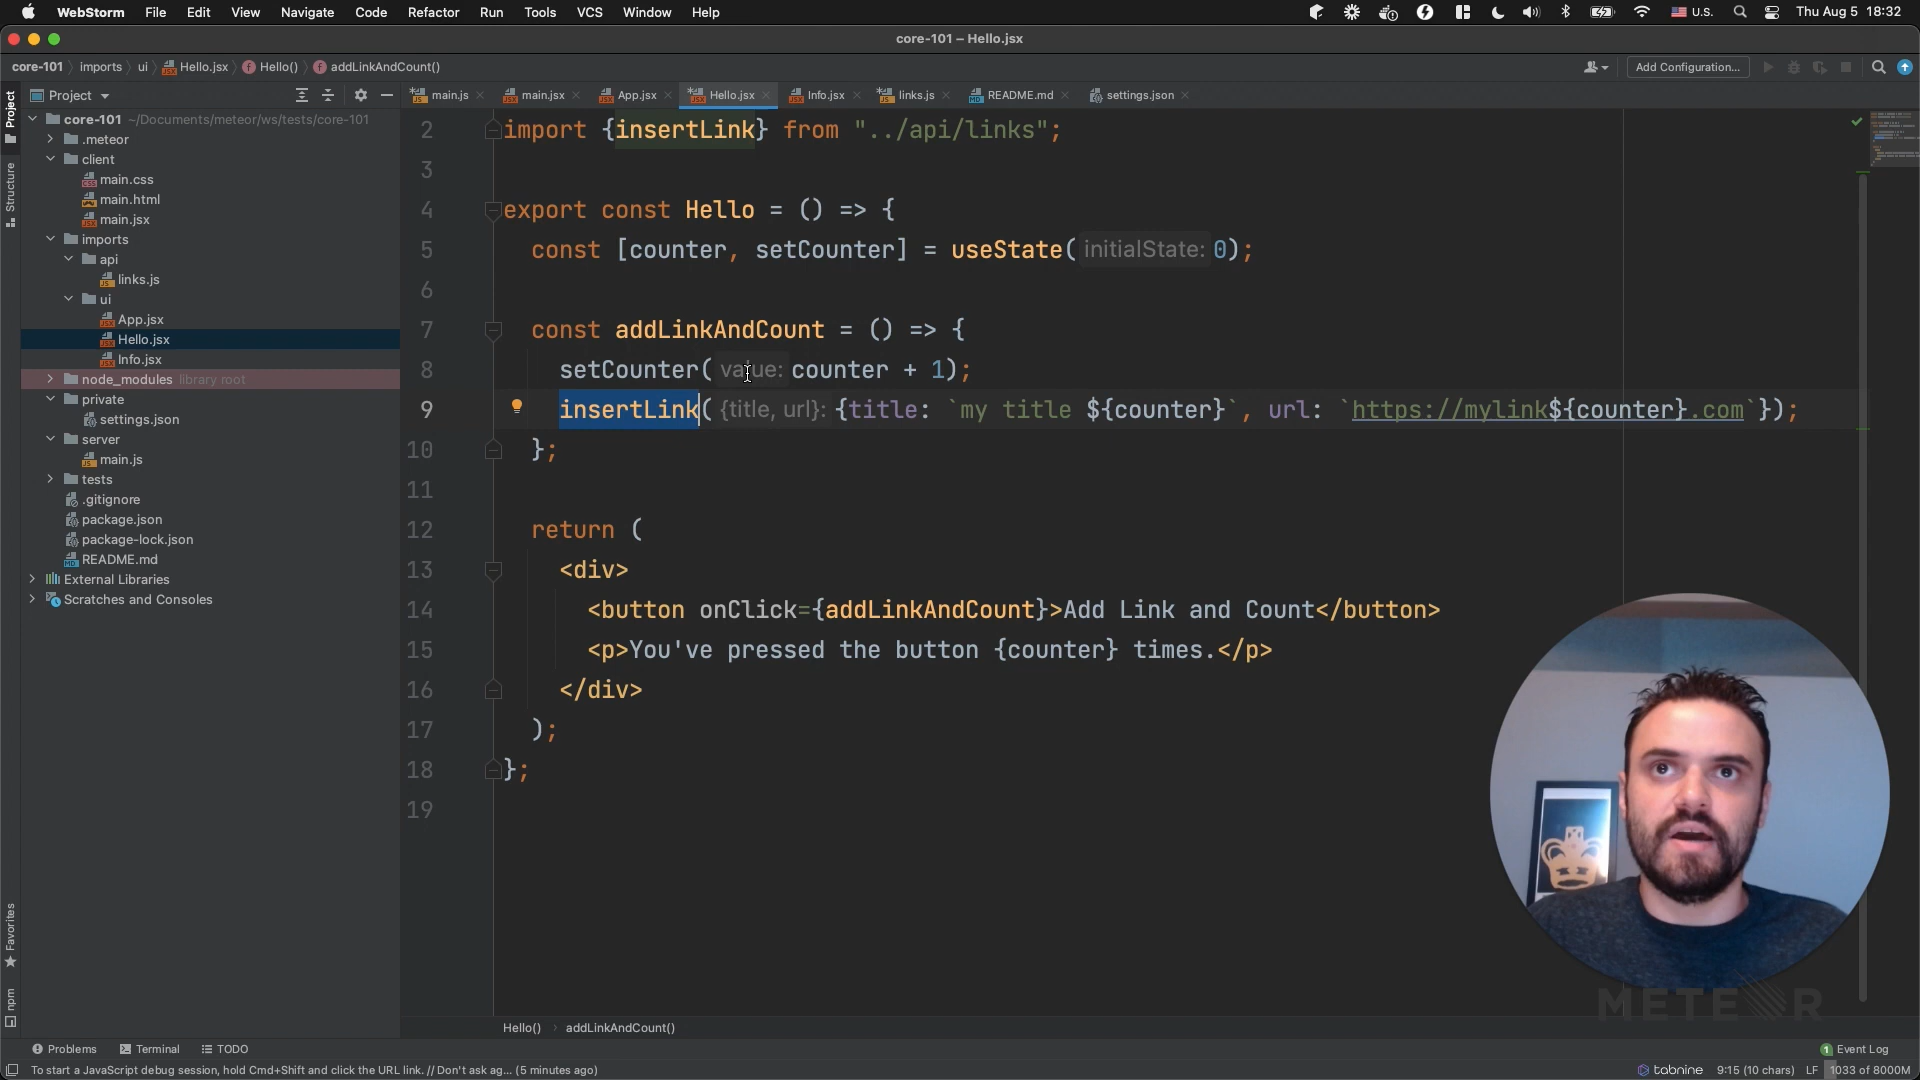 WebStorm File Edit View Navigate Code Refactor Run Tools VCS Window Help U.S. Thu Aug 5 18:32
core-101 – Hello.jsx
core-101 imports ui Hello.jsx Hello() addLinkAndCount() Add Configuration...
Project
Structure
Favorites
npm
Project
core-101 ~/Documents/meteor/ws/tests/core-101
.meteor
client
main.css
main.html
main.jsx
imports
api
links.js
ui
App.jsx
Hello.jsx
Info.jsx
node_modules library root
private
settings.json
server
main.js
tests
.gitignore
package.json
package-lock.json
README.md
External Libraries
Scratches and Consoles
main.js main.jsx App.jsx Hello.jsx Info.jsx links.js README.md settings.json
2 import {insertLink} from "../api/links";
3
4 export const Hello = () => {
5 const [counter, setCounter] = useState( initialState: 0);
6
7 const addLinkAndCount = () => {
8 setCounter( value: counter + 1);
9 insertLink( {title, url}: {title: `my title ${counter}`, url: `https://mylink${counter}.com`});
10 };
11
12 return (
13 <div>
14 <button onClick={addLinkAndCount}>Add Link and Count</button>
15 <p>You've pressed the button {counter} times.</p>
16 </div>
17 );
18 };
19
METEOR
Hello() addLinkAndCount()
Problems Terminal TODO 1 Event Log
To start a JavaScript debug session, hold Cmd+Shift and click the URL link. // Don't ask ag... (5 minutes ago) tabnine 9:15 (10 chars) LF 1033 of 8000M